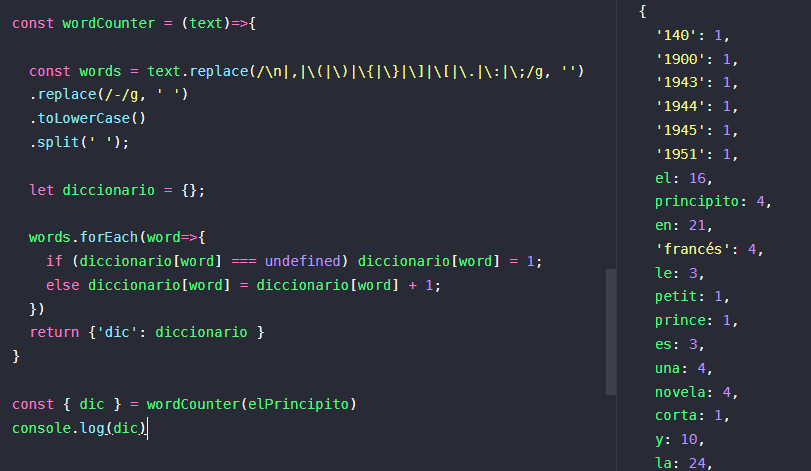 const wordCounter = (text)=>{
const words = text.replace(/\n|,|\(|\)|\{|\}|\]|\[|\.|\:|\;/g, '')
.replace(/-/g, ' ')
.toLowerCase()
.split(' ');
let diccionario = {};
words.forEach(word=>{
if (diccionario[word] === undefined) diccionario[word] = 1;
else diccionario[word] = diccionario[word] + 1;
})
return {'dic': diccionario }
}
const { dic } = wordCounter(elPrincipito)
console.log(dic)
{
'140': 1,
'1900': 1,
'1943': 1,
'1944': 1,
'1945': 1,
'1951': 1,
el: 16,
principito: 4,
en: 21,
'francés': 4,
le: 3,
petit: 1,
prince: 1,
es: 3,
una: 4,
novela: 4,
corta: 1,
y: 10,
la: 24,